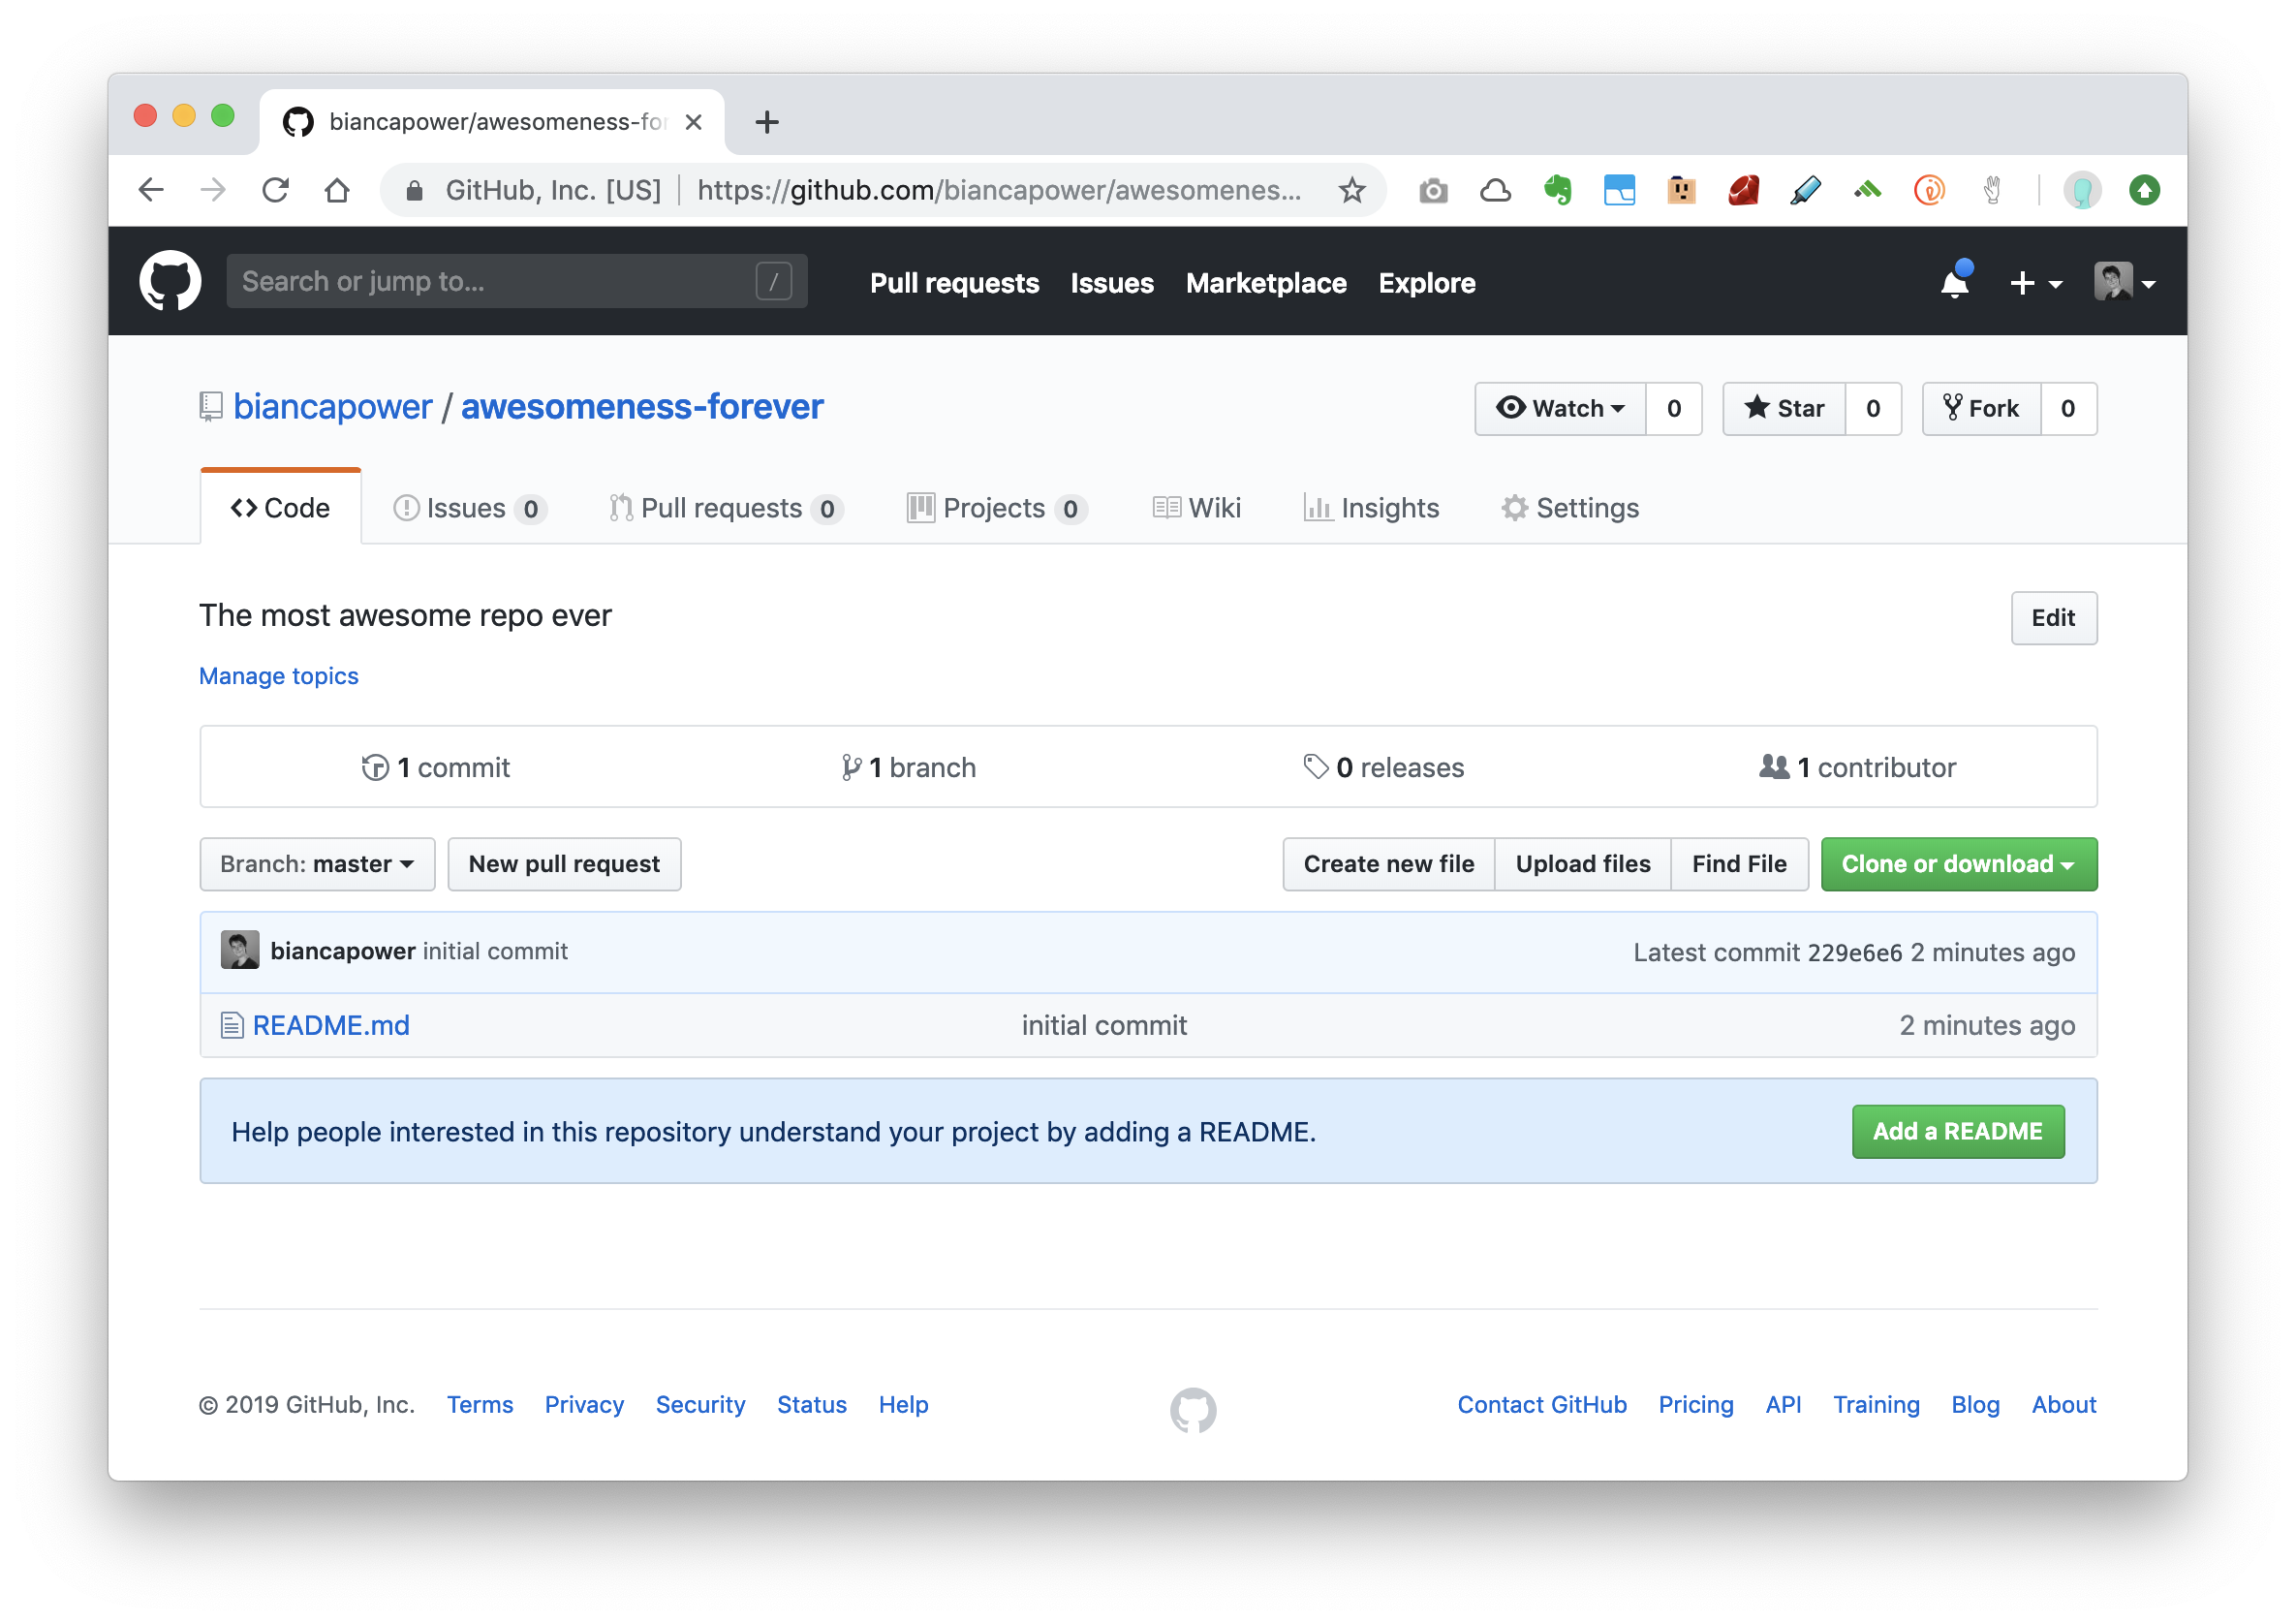 biancapower/awesomeness-for
GitHub, Inc. [US] https://github.com/biancapower/awesomenes...
Search or jump to... / Pull requests Issues Marketplace Explore
biancapower / awesomeness-forever Watch 0 Star 0 Fork 0
Code Issues 0 Pull requests 0 Projects 0 Wiki Insights Settings
The most awesome repo ever Edit
Manage topics
1 commit 1 branch 0 releases 1 contributor
Branch: master New pull request Create new file Upload files Find File Clone or download
biancapower initial commit Latest commit 229e6e6 2 minutes ago
README.md initial commit 2 minutes ago
Help people interested in this repository understand your project by adding a README. Add a README
© 2019 GitHub, Inc. Terms Privacy Security Status Help Contact GitHub Pricing API Training Blog About